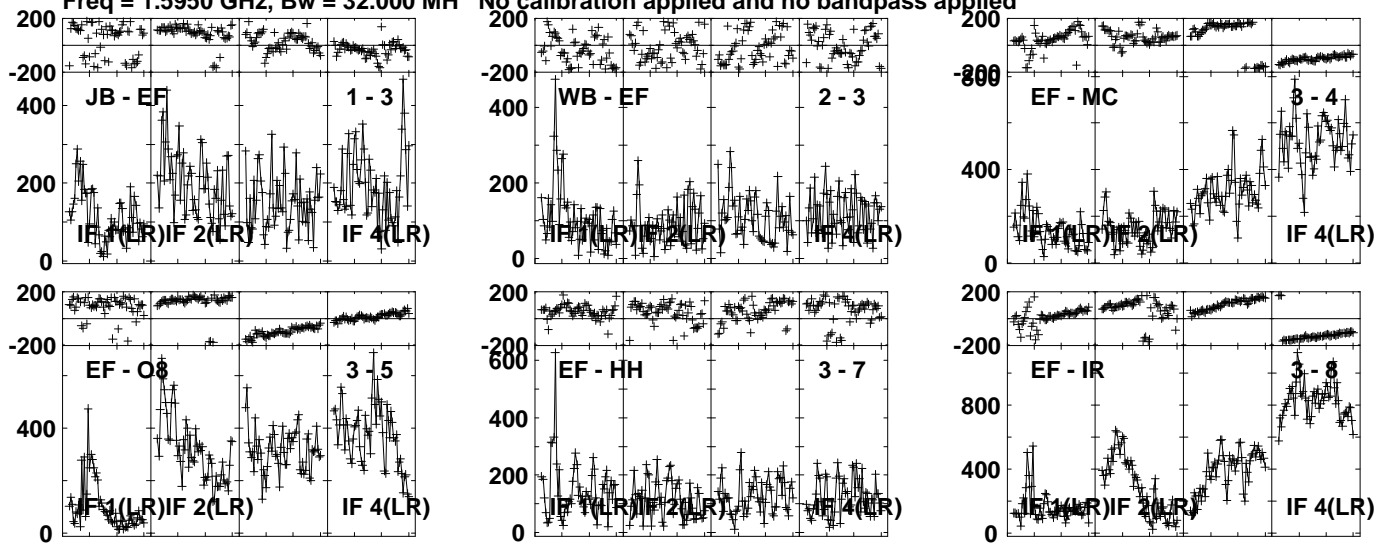 Freq = 1.5950 GHz, Bw = 32.000 MH No calibration applied and no bandpass applied
200
-200
JB - EF 1 - 3
400
200
0
IF 1(LR) IF 2(LR) IF 4(LR)
200
-200
WB - EF 2 - 3
400
200
0
IF 1(LR) IF 2(LR) IF 4(LR)
200
-200
800
EF - MC 3 - 4
400
0
IF 1(LR) IF 2(LR) IF 4(LR)
200
-200
EF - O8 3 - 5
400
0
IF 1(LR) IF 2(LR) IF 4(LR)
200
-200
600
EF - HH 3 - 7
400
200
0
IF 1(LR) IF 2(LR) IF 4(LR)
200
-200
EF - IR 3 - 8
800
400
0
IF 1(LR) IF 2(LR) IF 4(LR)